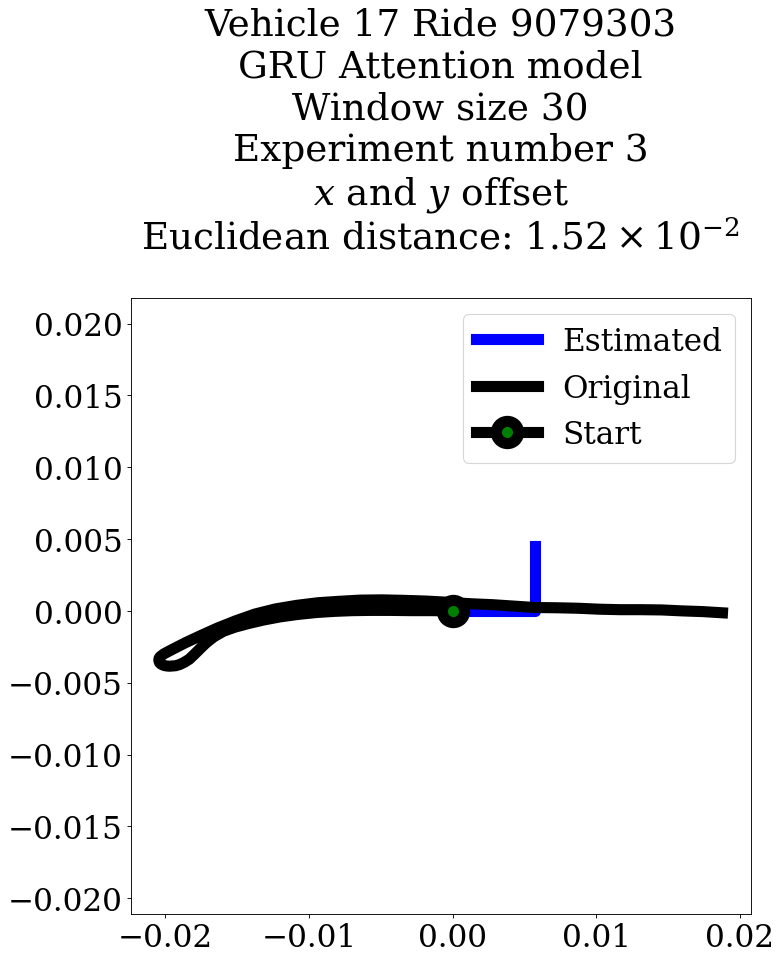 Vehicle 17 Ride 9079303
GRU Attention model
Window size 30
Experiment number 3
x and y offset
Euclidean distance: 1.52 × 10⁻²
Estimated
Original
Start
0.020
0.015
0.010
0.005
0.000
−0.005
−0.010
−0.015
−0.020
−0.02 −0.01 0.00 0.01 0.02